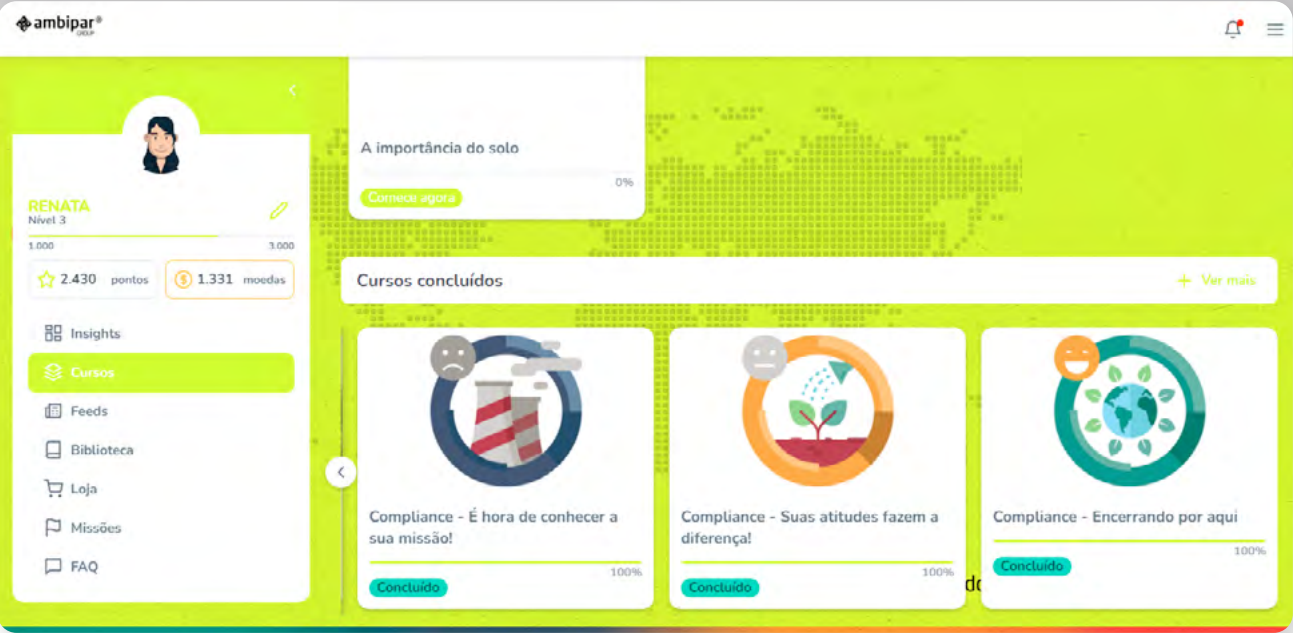 ambipar®
GROUP
RENATA
Nível 3
1.000 3.000
2.430 pontos 1.331 moedas
Insights
Cursos
Feeds
Biblioteca
Loja
Missões
FAQ
A importância do solo
0%
Comece agora
Cursos concluídos
+ Ver mais
Compliance - É hora de conhecer a
sua missão!
100%
Concluído
Compliance - Suas atitudes fazem a
diferença!
100%
Concluído
Compliance - Encerrando por aqui
100%
Concluído